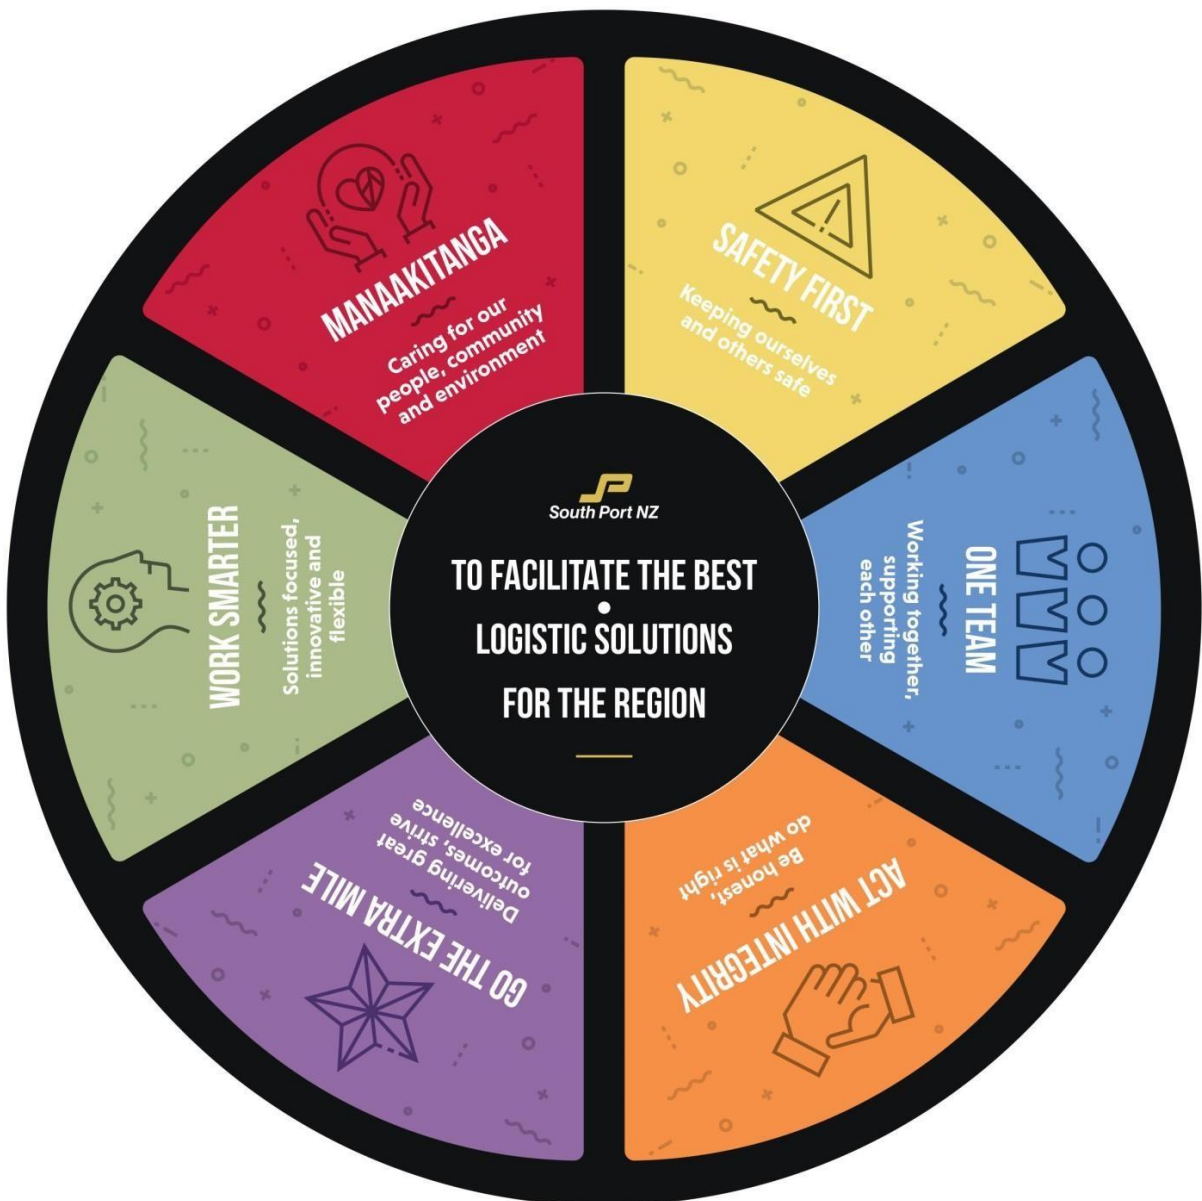 South Port NZ
TO FACILITATE THE BEST
LOGISTIC SOLUTIONS
FOR THE REGION
SAFETY FIRST
Keeping ourselves
and others safe
ONE TEAM
Working together,
supporting
each other
ACT WITH INTEGRITY
Be honest,
do what is right
GO THE EXTRA MILE
Delivering great
outcomes, strive
for excellence
WORK SMARTER
Solutions focused,
innovative and
flexible
MANAAKITANGA
Caring for our
people, community
and environment